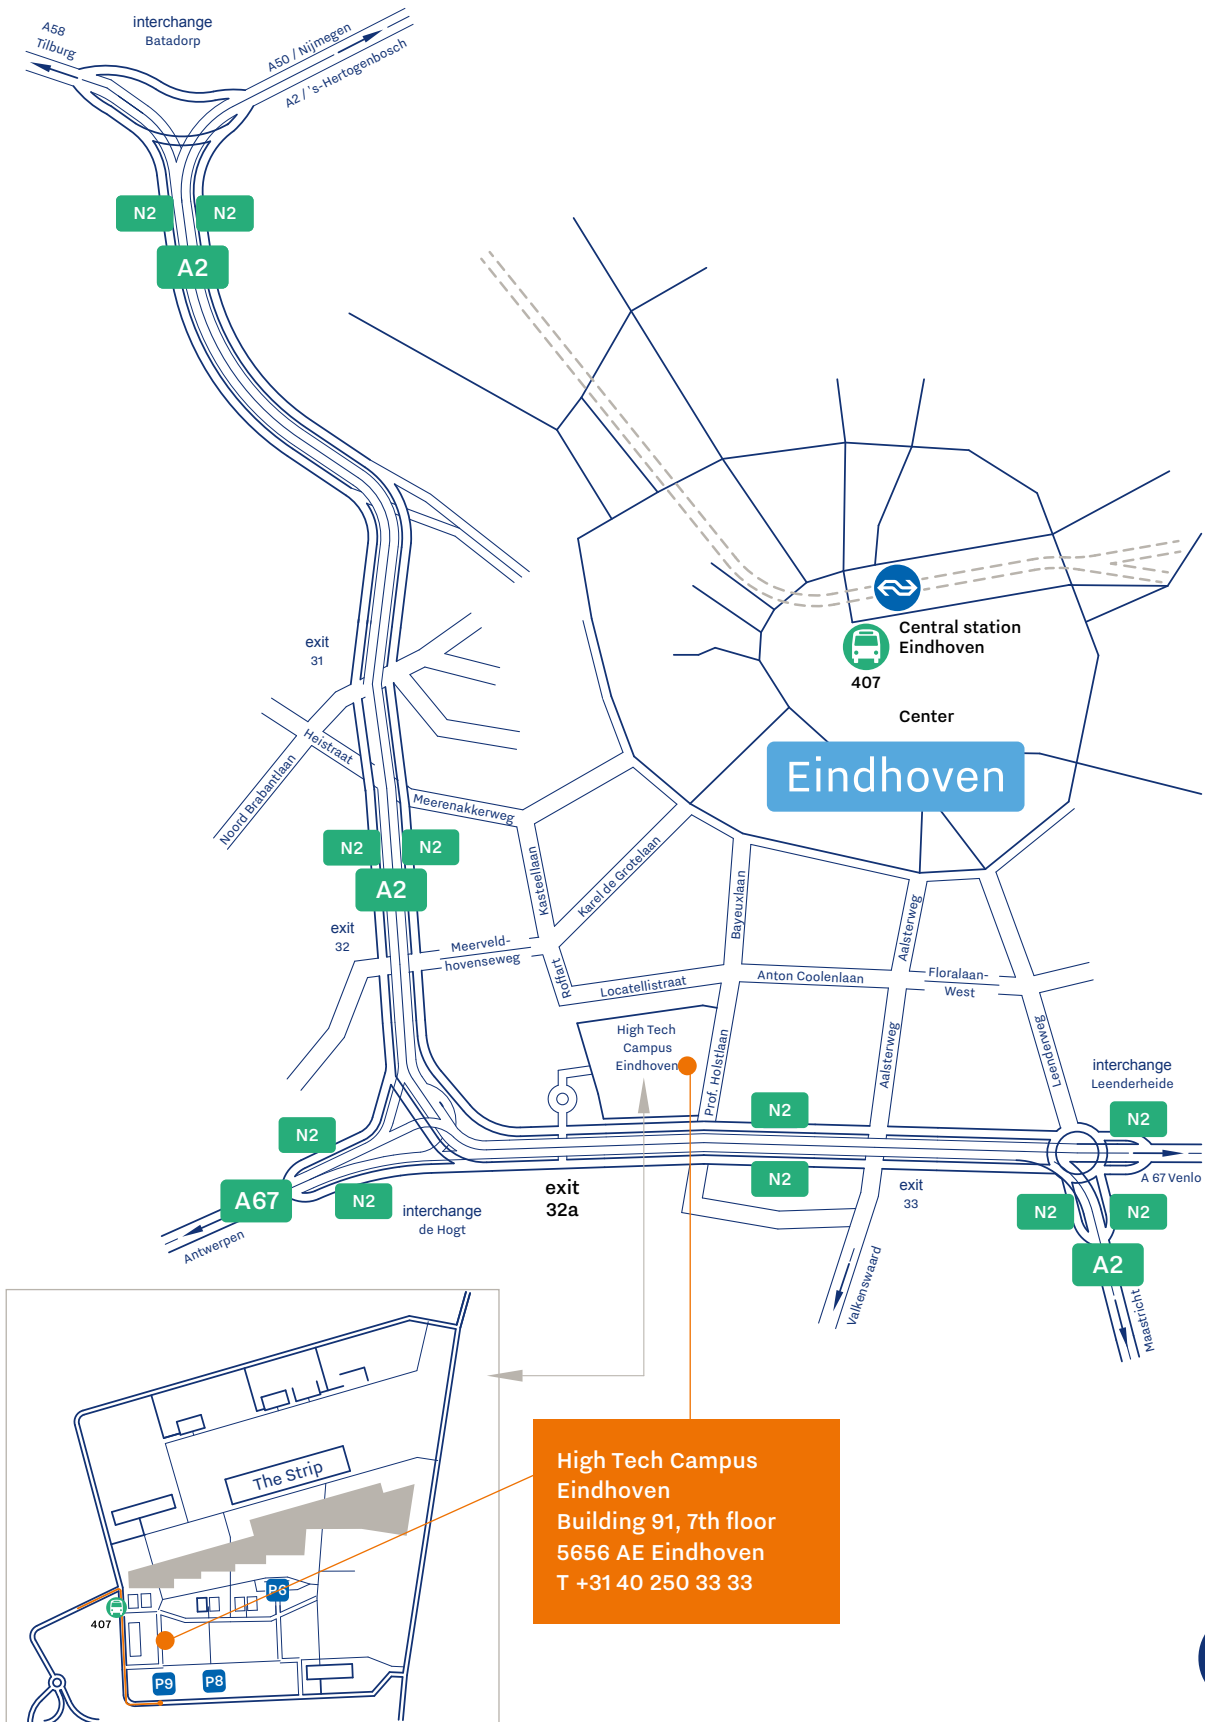 A58
Tilburg
interchange
Batadorp
A50 / Nijmegen
A2 / 's-Hertogenbosch
N2
N2
A2
Central station
Eindhoven
407
Center
Eindhoven
exit
31
Heistraat
Noord Brabantlaan
Meerenakkerweg
N2
N2
A2
Kasteellaan
Karel de Grotelaan
Bayeuxlaan
Aalsterweg
exit
32
Meerveld-
hovenseweg
Roffart
Locatellistraat
Anton Coolenlaan
Floralaan-
West
High Tech
Campus
Eindhoven
Prof. Holstlaan
Aalsterweg
Leenderweg
interchange
Leenderheide
N2
N2
N2
N2
A67
N2
Antwerpen
interchange
de Hogt
exit
32a
exit
33
A 67 Venlo
N2
N2
A2
Valkenswaard
Maastricht
The Strip
High Tech Campus
Eindhoven
Building 91, 7th floor
5656 AE Eindhoven
T +31 40 250 33 33
P6
407
P9
P8